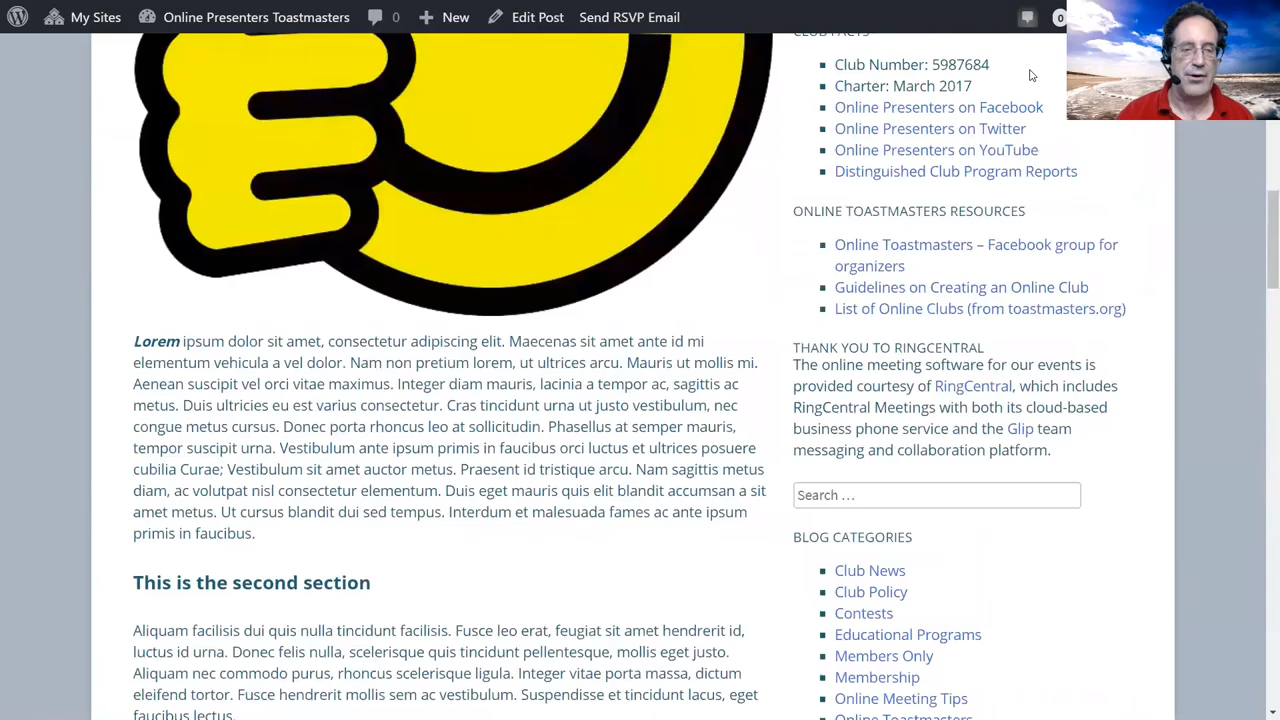 My Sites
Online Presenters Toastmasters
0
New
Edit Post
Send RSVP Email
0
CLUB FACTS
Club Number: 5987684
Charter: March 2017
Online Presenters on Facebook
Online Presenters on Twitter
Online Presenters on YouTube
Distinguished Club Program Reports
ONLINE TOASTMASTERS RESOURCES
Online Toastmasters – Facebook group for
organizers
Guidelines on Creating an Online Club
List of Online Clubs (from toastmasters.org)
THANK YOU TO RINGCENTRAL
The online meeting software for our events is
provided courtesy of RingCentral, which includes
RingCentral Meetings with both its cloud-based
business phone service and the Glip team
messaging and collaboration platform.
Search …
BLOG CATEGORIES
Club News
Club Policy
Contests
Educational Programs
Members Only
Membership
Online Meeting Tips
Online Toastmasters
Lorem ipsum dolor sit amet, consectetur adipiscing elit. Maecenas sit amet ante id mi
elementum vehicula a vel dolor. Nam non pretium lorem, ut ultrices arcu. Mauris ut mollis mi.
Aenean suscipit vel orci vitae maximus. Integer diam mauris, lacinia a tempor ac, sagittis ac
metus. Duis ultricies eu est varius consectetur. Cras tincidunt urna ut justo vestibulum, nec
congue metus cursus. Donec porta rhoncus leo at sollicitudin. Phasellus at semper mauris,
tempor suscipit urna. Vestibulum ante ipsum primis in faucibus orci luctus et ultrices posuere
cubilia Curae; Vestibulum sit amet auctor metus. Praesent id tristique arcu. Nam sagittis metus
diam, ac volutpat nisl consectetur elementum. Duis eget mauris quis elit blandit accumsan a sit
amet metus. Ut cursus blandit dui sed tempus. Interdum et malesuada fames ac ante ipsum
primis in faucibus.
This is the second section
Aliquam facilisis dui quis nulla tincidunt facilisis. Fusce leo erat, feugiat sit amet hendrerit id,
luctus id urna. Donec felis nulla, scelerisque quis tincidunt pellentesque, mollis eget justo.
Aliquam nec commodo purus, rhoncus scelerisque ligula. Integer vitae porta massa, dictum
eleifend tortor. Fusce hendrerit mollis sem ac vestibulum. Suspendisse et tincidunt lacus, eget
faucibus lectus.